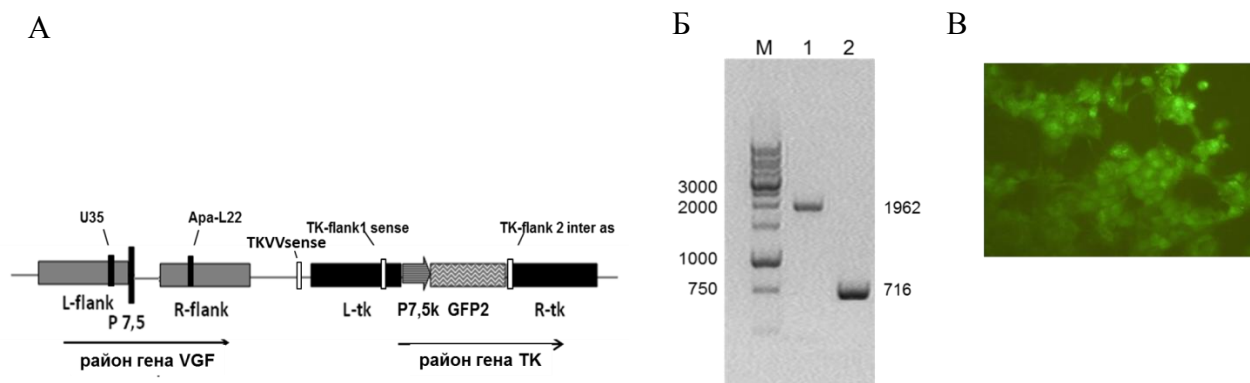 А
U35
Apa-L22
TKVVsense
TK-flank1 sense
TK-flank 2 inter as
L-flank
P 7,5
R-flank
L-tk
P7,5k GFP2
R-tk
район гена VGF
район гена TK
Б
M 1 2
3000
2000
1000
750
1962
716
В